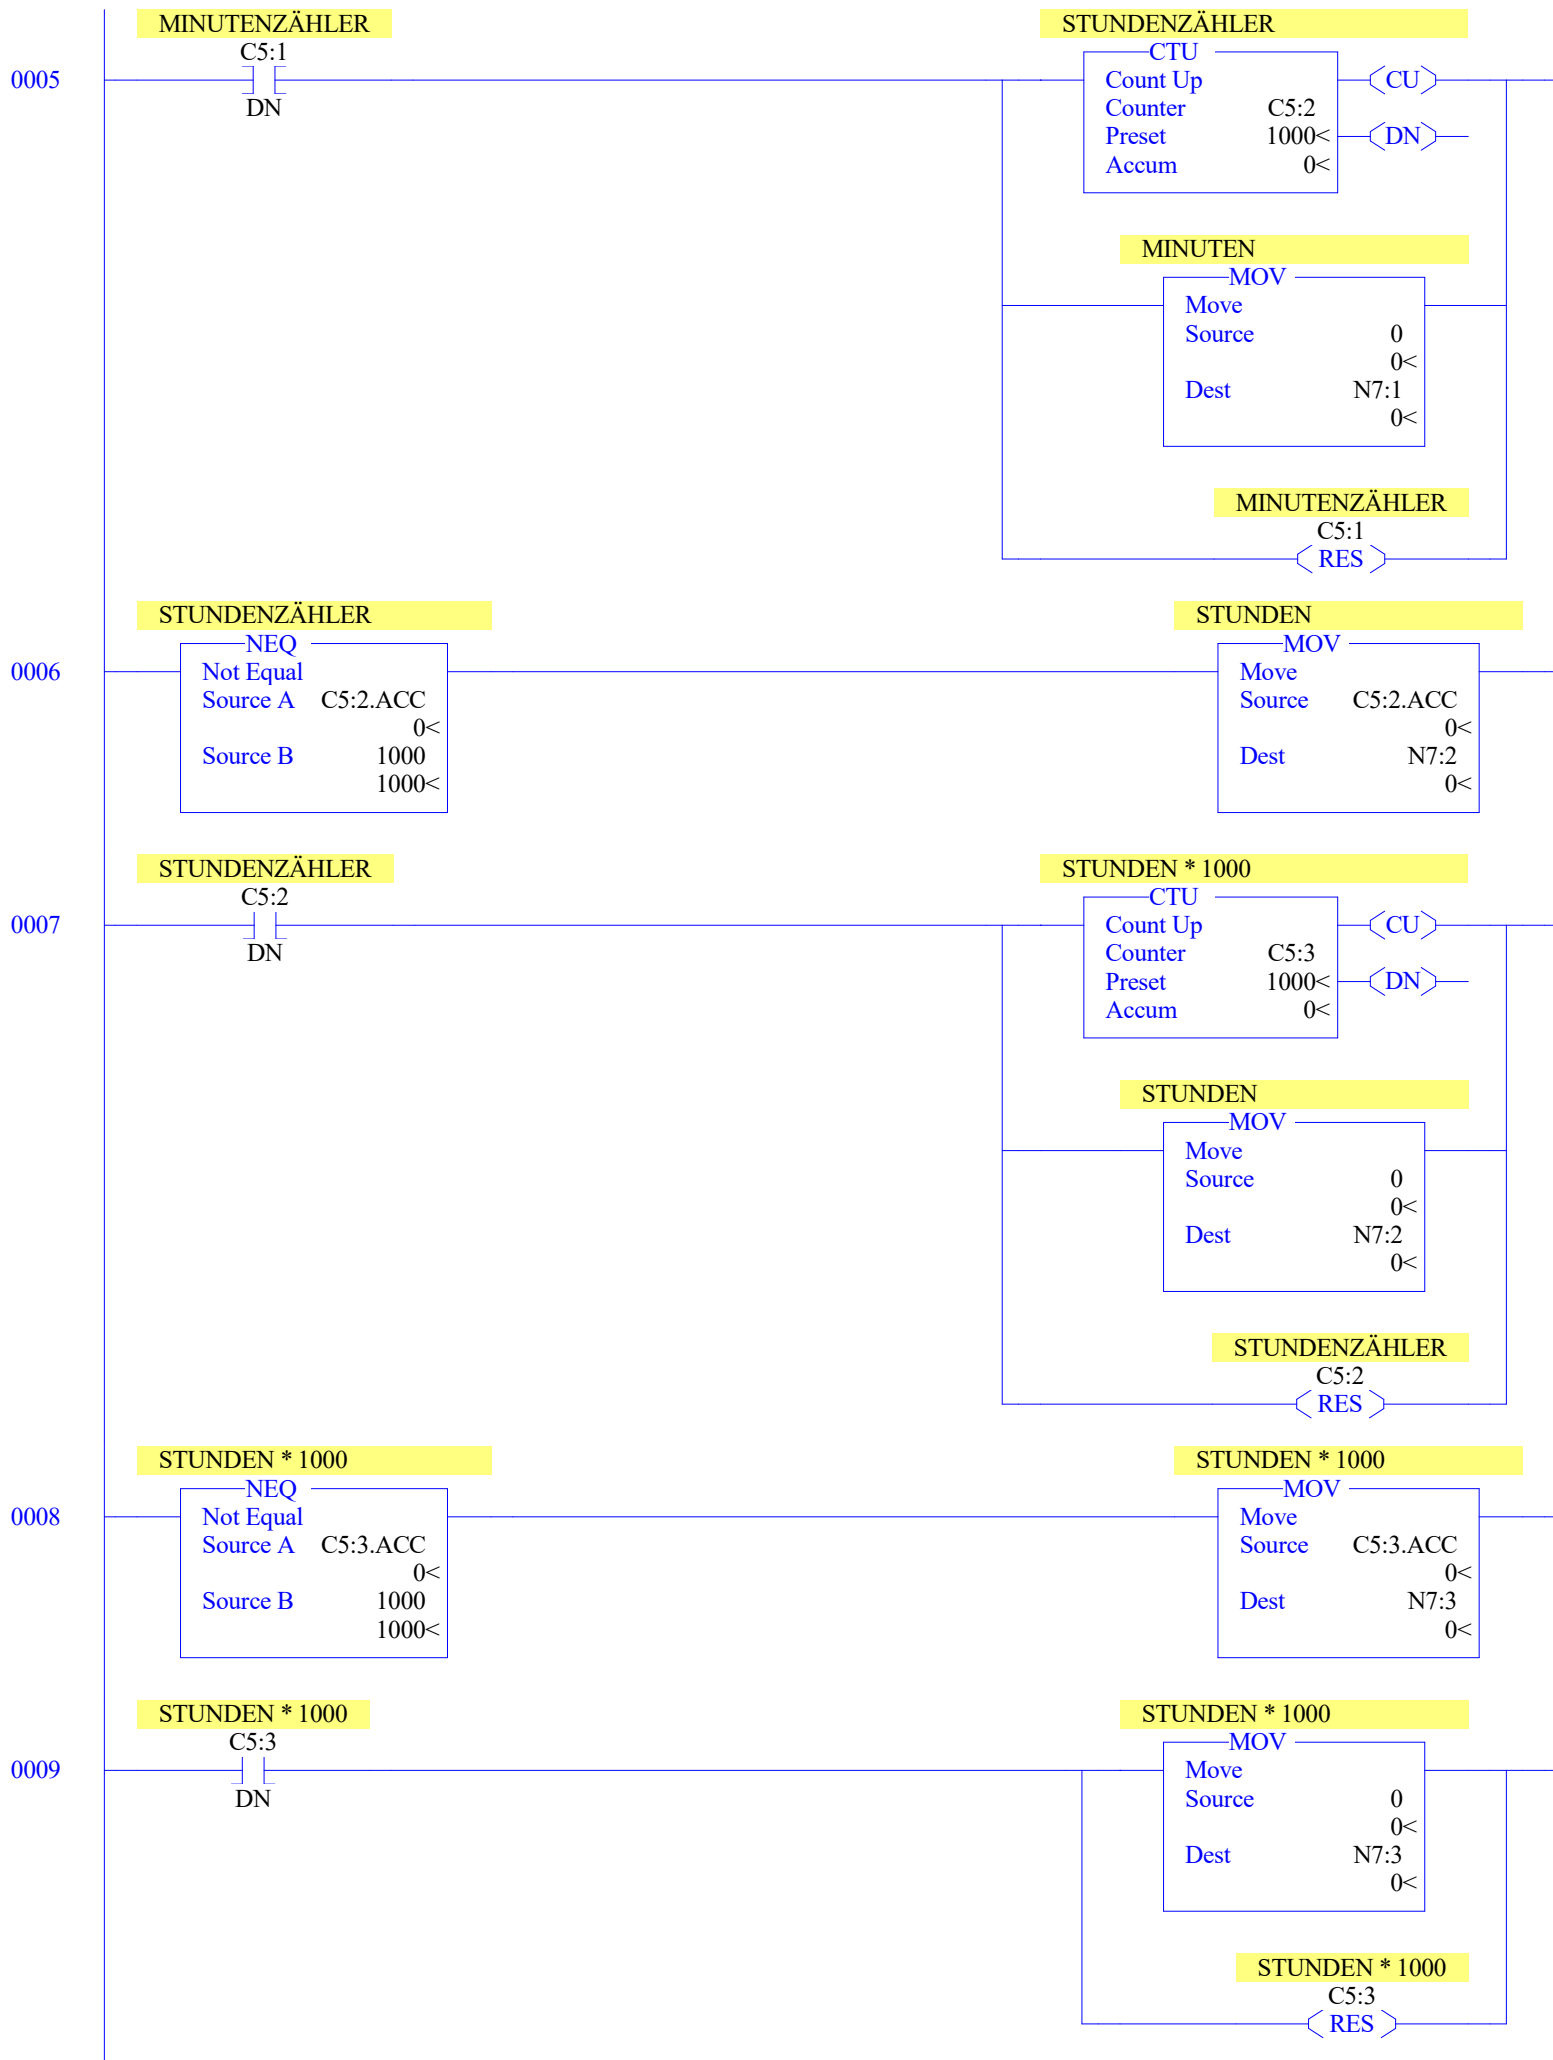 MINUTENZÄHLER
C5:1
DN
0005
STUNDENZÄHLER
CTU
Count Up
Counter C5:2
Preset 1000<
Accum 0<
CU
DN
MINUTEN
MOV
Move
Source 0
0<
Dest N7:1
0<
MINUTENZÄHLER
C5:1
RES
0006
STUNDENZÄHLER
NEQ
Not Equal
Source A C5:2.ACC
0<
Source B 1000
1000<
STUNDEN
MOV
Move
Source C5:2.ACC
0<
Dest N7:2
0<
0007
STUNDENZÄHLER
C5:2
DN
STUNDEN * 1000
CTU
Count Up
Counter C5:3
Preset 1000<
Accum 0<
CU
DN
STUNDEN
MOV
Move
Source 0
0<
Dest N7:2
0<
STUNDENZÄHLER
C5:2
RES
0008
STUNDEN * 1000
NEQ
Not Equal
Source A C5:3.ACC
0<
Source B 1000
1000<
STUNDEN * 1000
MOV
Move
Source C5:3.ACC
0<
Dest N7:3
0<
0009
STUNDEN * 1000
C5:3
DN
STUNDEN * 1000
MOV
Move
Source 0
0<
Dest N7:3
0<
STUNDEN * 1000
C5:3
RES